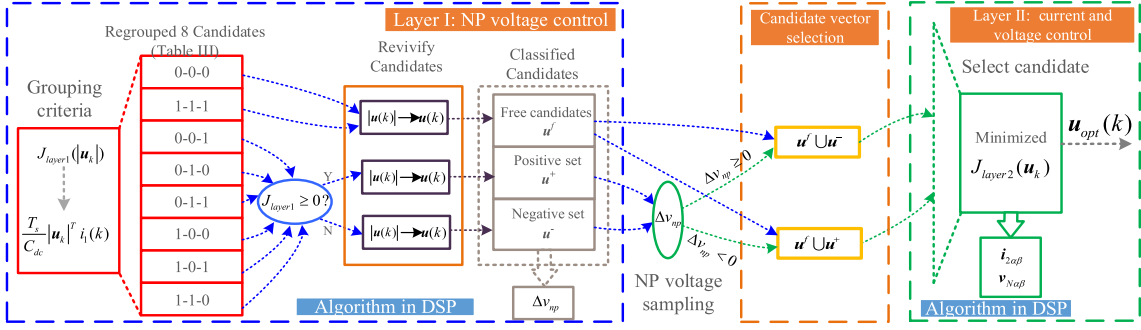 Layer I: NP voltage control
Regrouped 8 Candidates
(Table III)
Grouping
criteria
J_layer1(|u_k|)
T_s/C_dc |u_k|^T i_1(k)
0-0-0
1-1-1
0-0-1
0-1-0
0-1-1
1-0-0
1-0-1
1-1-0
J_layer1 ≥ 0?
Y
N
Revivify
Candidates
|u(k)|→u(k)
|u(k)|→u(k)
|u(k)|→u(k)
Classified
Candidates
Free candidates
u^f
Positive set
u^+
Negative set
u^-
Δv_np
Algorithm in DSP
Δv_np
NP voltage
sampling
Δv_np≥0
Δv_np<0
Candidate vector
selection
u^f∪u^-
u^f∪u^+
Layer II: current and
voltage control
Select candidate
Minimized
J_layer2(u_k)
u_opt(k)
i_2αβ
v_Nαβ
Algorithm in DSP